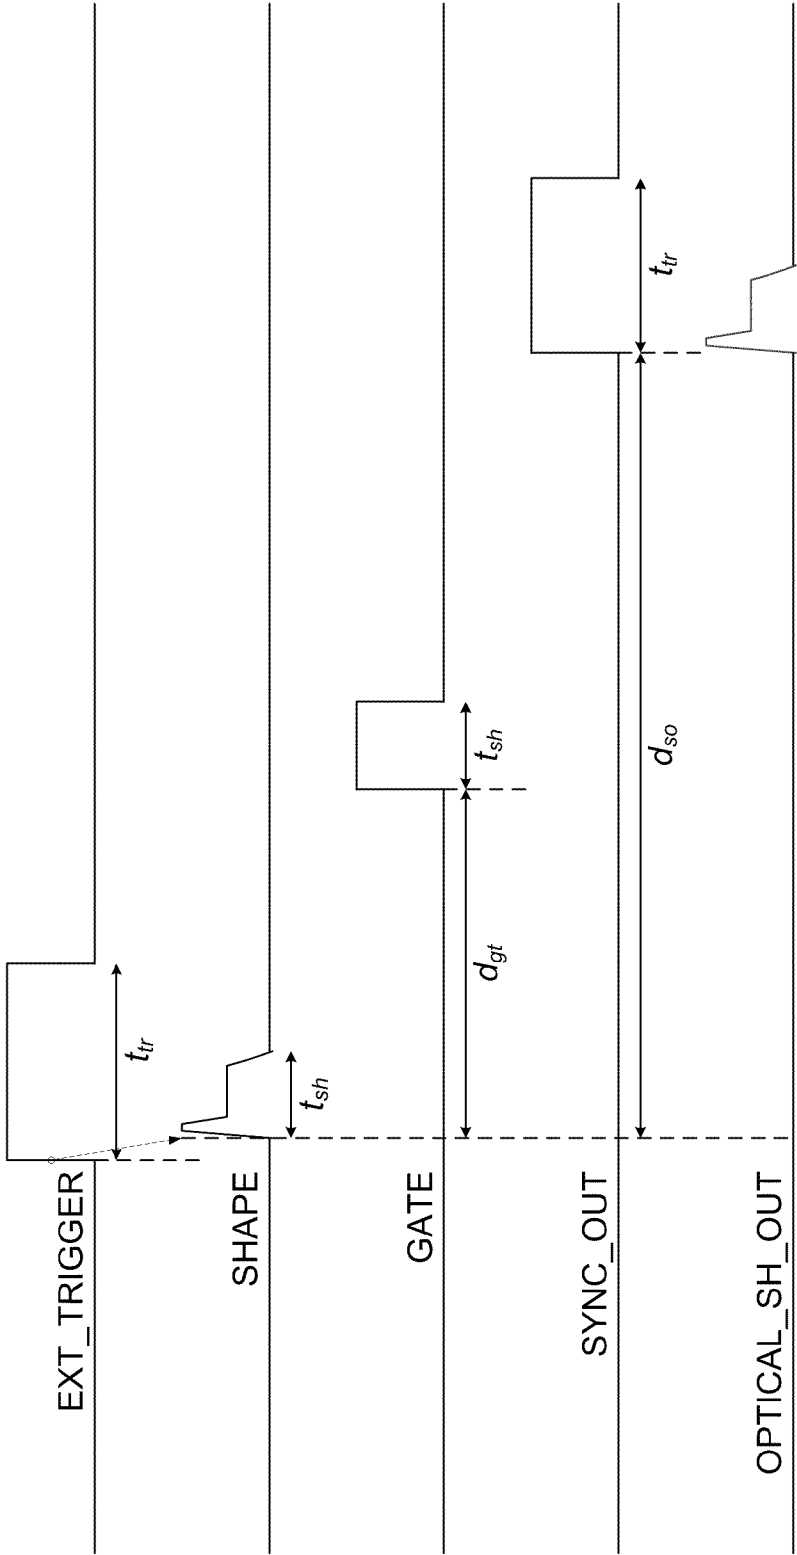 EXT_TRIGGER
t_tr
SHAPE
t_sh
GATE
d_gt
t_sh
SYNC_OUT
d_so
t_tr
OPTICAL_SH_OUT